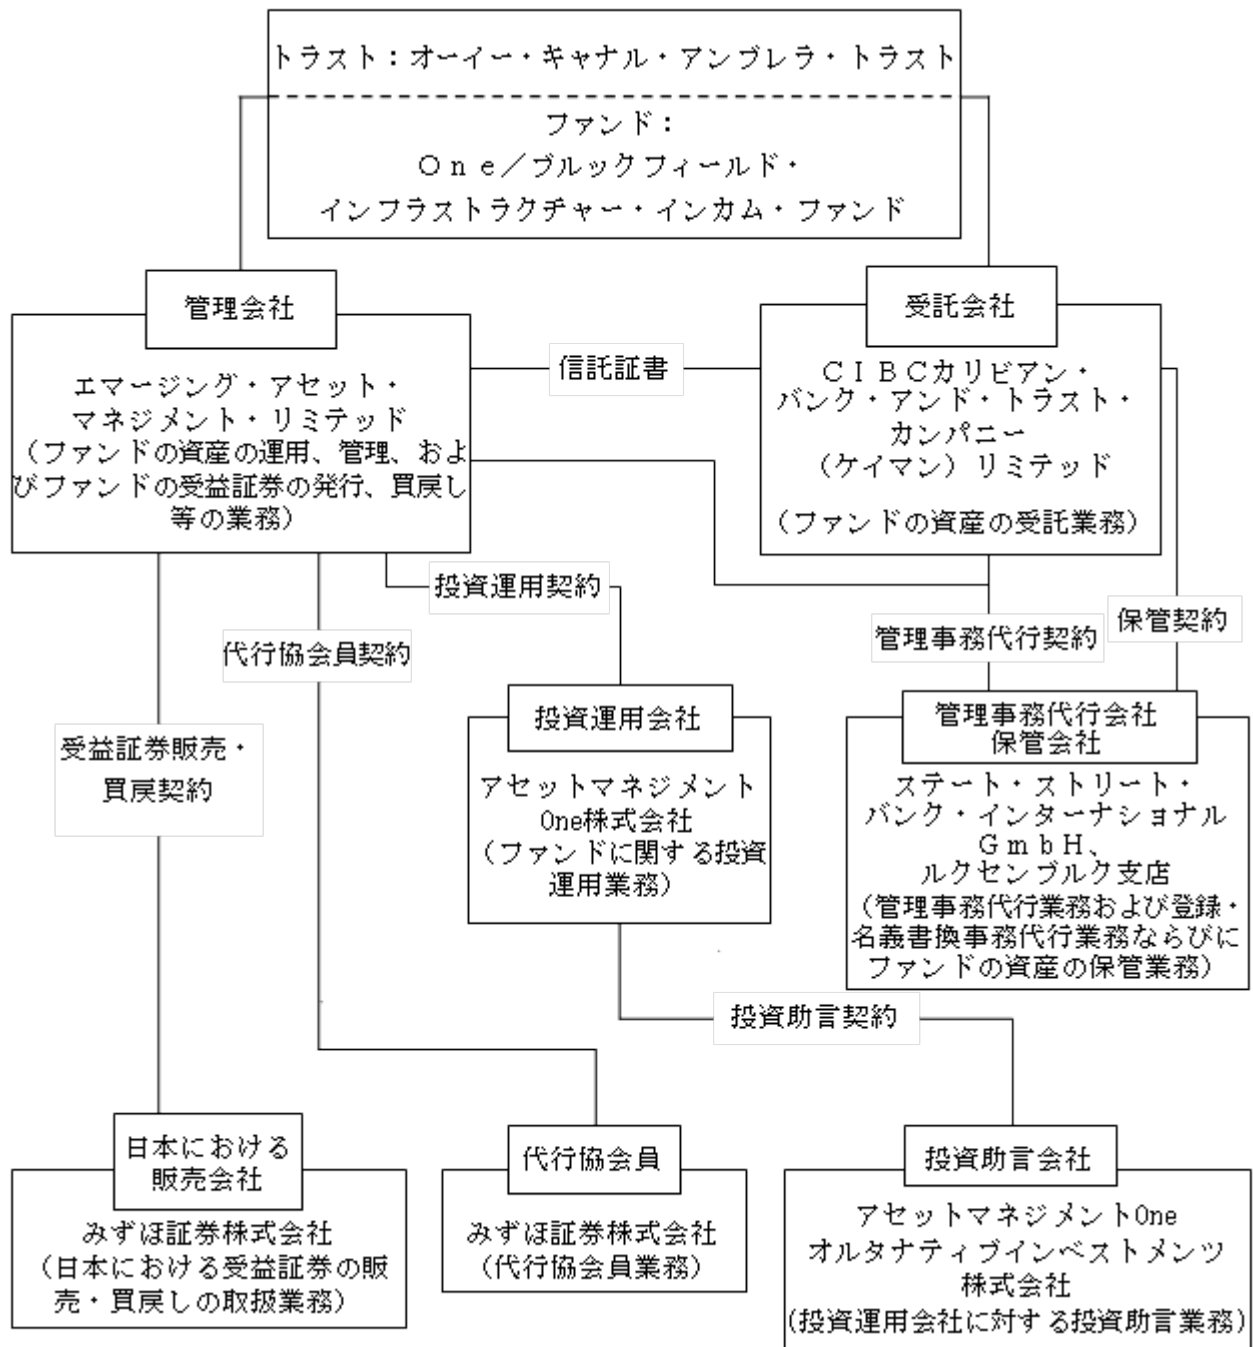 トラスト：オーイー・キャナル・アンブレラ・トラスト
ファンド：
Ｏｎｅ／ブルックフィールド・
インフラストラクチャー・インカム・ファンド
管理会社
エマージング・アセット・
マネジメント・リミテッド
（ファンドの資産の運用、管理、およ
びファンドの受益証券の発行、買戻し
等の業務）
信託証書
受託会社
ＣＩＢＣカリビアン・
バンク・アンド・トラスト・
カンパニー
（ケイマン）リミテッド
（ファンドの資産の受託業務）
投資運用契約
代行協会員契約
管理事務代行契約
保管契約
受益証券販売・
買戻契約
投資運用会社
アセットマネジメント
One株式会社
（ファンドに関する投資
運用業務）
管理事務代行会社
保管会社
ステート・ストリート・
バンク・インターナショナル
ＧｍｂＨ、
ルクセンブルク支店
（管理事務代行業務および登録・
名義書換事務代行業務ならびに
ファンドの資産の保管業務）
投資助言契約
日本における
販売会社
みずほ証券株式会社
（日本における受益証券の販
売・買戻しの取扱業務）
代行協会員
みずほ証券株式会社
（代行協会員業務）
投資助言会社
アセットマネジメントOne
オルタナティブインベストメンツ
株式会社
(投資運用会社に対する投資助言業務)